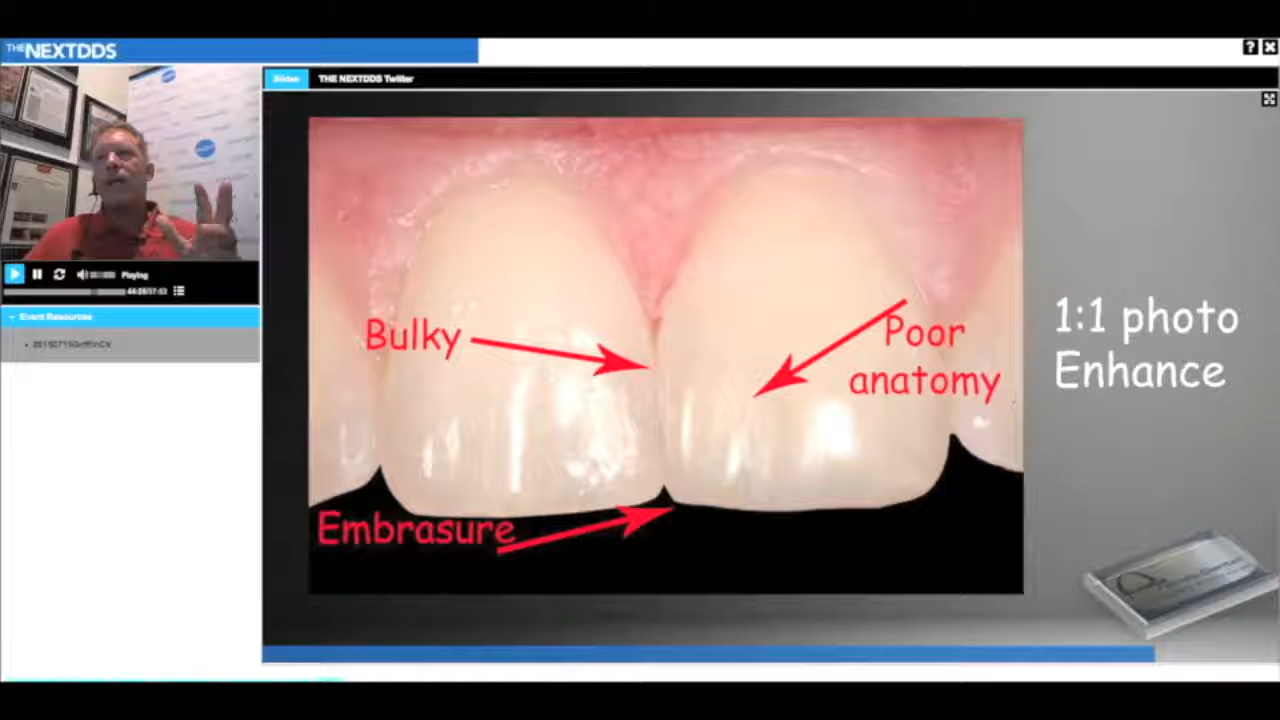 THE NEXTDDS
? ×
Slides THE NEXTDDS Twitter
Playing
Event Resources
Bulky
Poor
anatomy
Embrasure
1:1 photo
Enhance